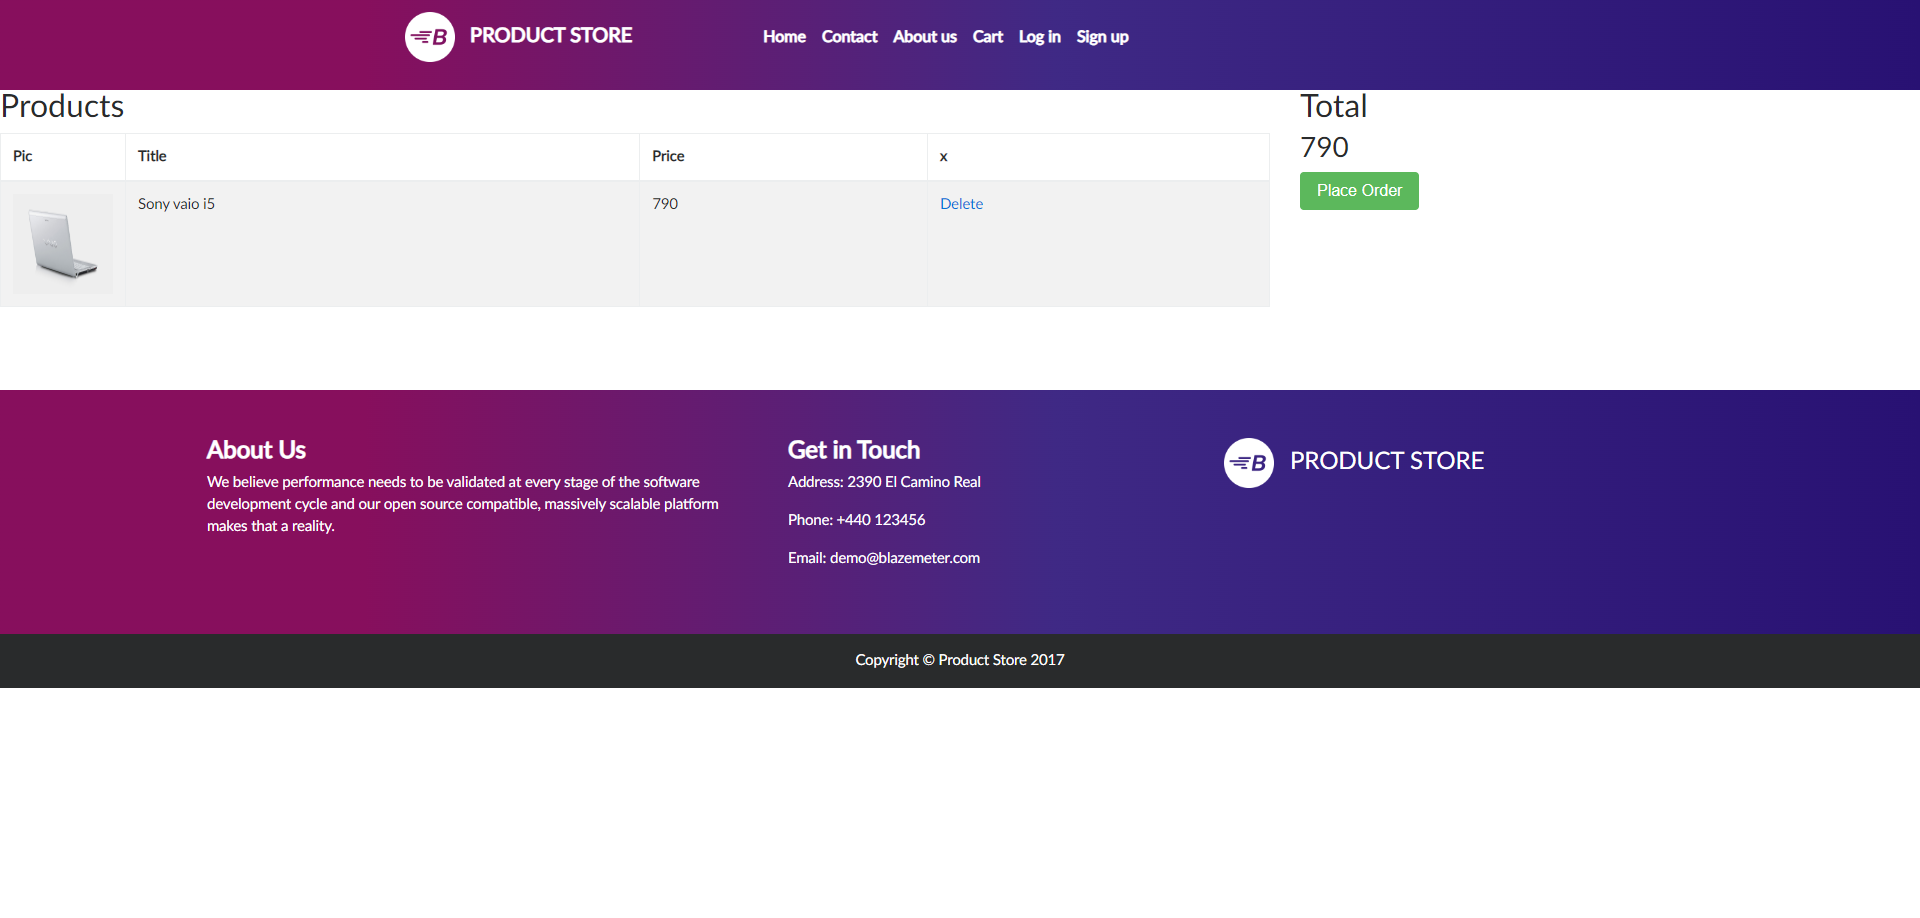 B PRODUCT STORE
Home Contact About us Cart Log in Sign up
Products
Pic Title Price x
Sony vaio i5 790 Delete
Total
790
Place Order
About Us
We believe performance needs to be validated at every stage of the software
development cycle and our open source compatible, massively scalable platform
makes that a reality.
Get in Touch
Address: 2390 El Camino Real
Phone: +440 123456
Email: demo@blazemeter.com
B PRODUCT STORE
Copyright © Product Store 2017